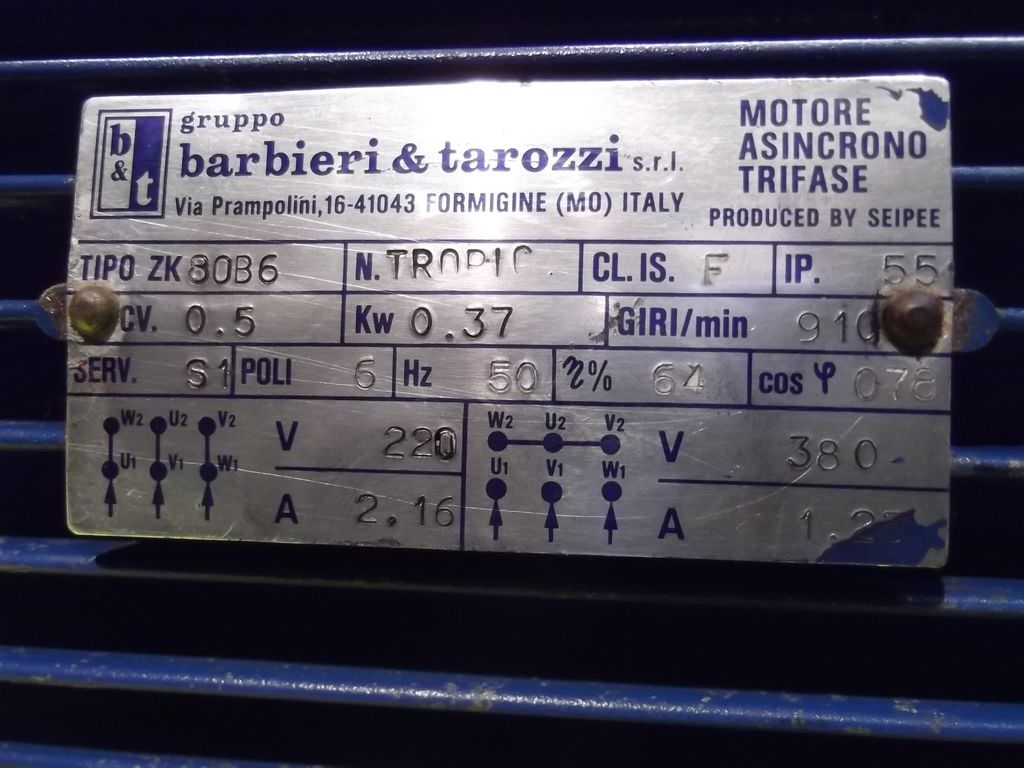 b & t
gruppo
barbieri & tarozzi s.r.l.
Via Prampolini,16-41043 FORMIGINE (MO) ITALY
MOTORE
ASINCRONO
TRIFASE
PRODUCED BY SEIPEE
TIPO ZK 80B6 N. TROPIC CL.IS. F IP. 55
CV. 0.5 Kw 0.37 GIRI/min 910
SERV. S1 POLI 6 Hz 50 η% 64 cos φ 078
W2 U2 V2 V 220
U1 V1 W1 A 2.16
W2 U2 V2 V 380
U1 V1 W1 A